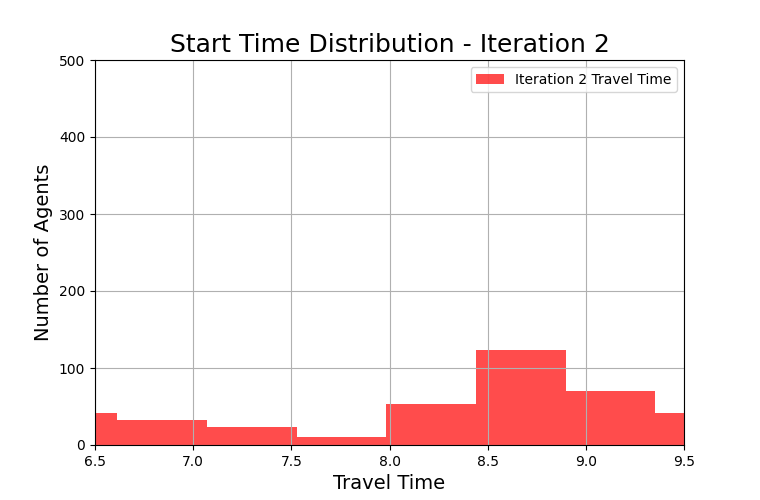 Start Time Distribution - Iteration 2
Iteration 2 Travel Time
Number of Agents
500
400
300
200
100
0
6.5 7.0 7.5 8.0 8.5 9.0 9.5
Travel Time